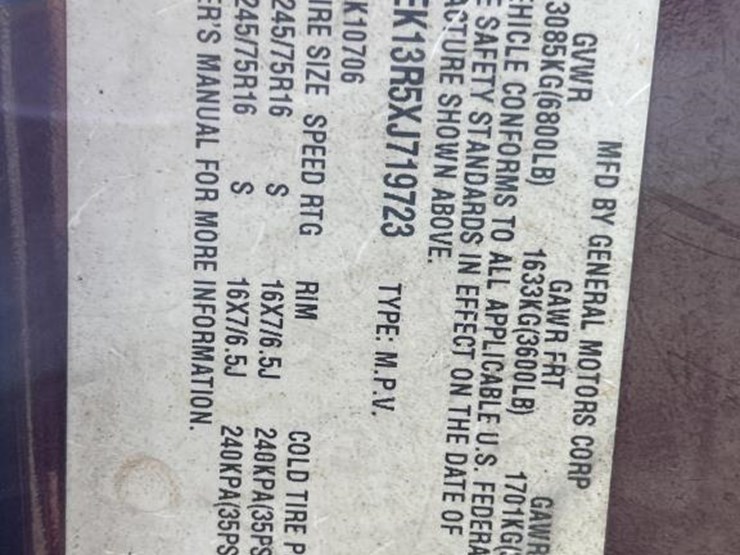 MFD BY GENERAL MOTORS CORP
GVWR GAWR FRT GAWR
3085KG(6800LB) 1633KG(3600LB) 1701KG(
HICLE CONFORMS TO ALL APPLICABLE U.S. FEDERA
E SAFETY STANDARDS IN EFFECT ON THE DATE OF
ACTURE SHOWN ABOVE.
EK13R5XJ719723 TYPE: M.P.V.
K10706
IRE SIZE SPEED RTG RIM COLD TIRE P
245/75R16 S 16X7/6.5J 240KPA(35PS
245/75R16 S 16X7/6.5J 240KPA(35PS
ER'S MANUAL FOR MORE INFORMATION.